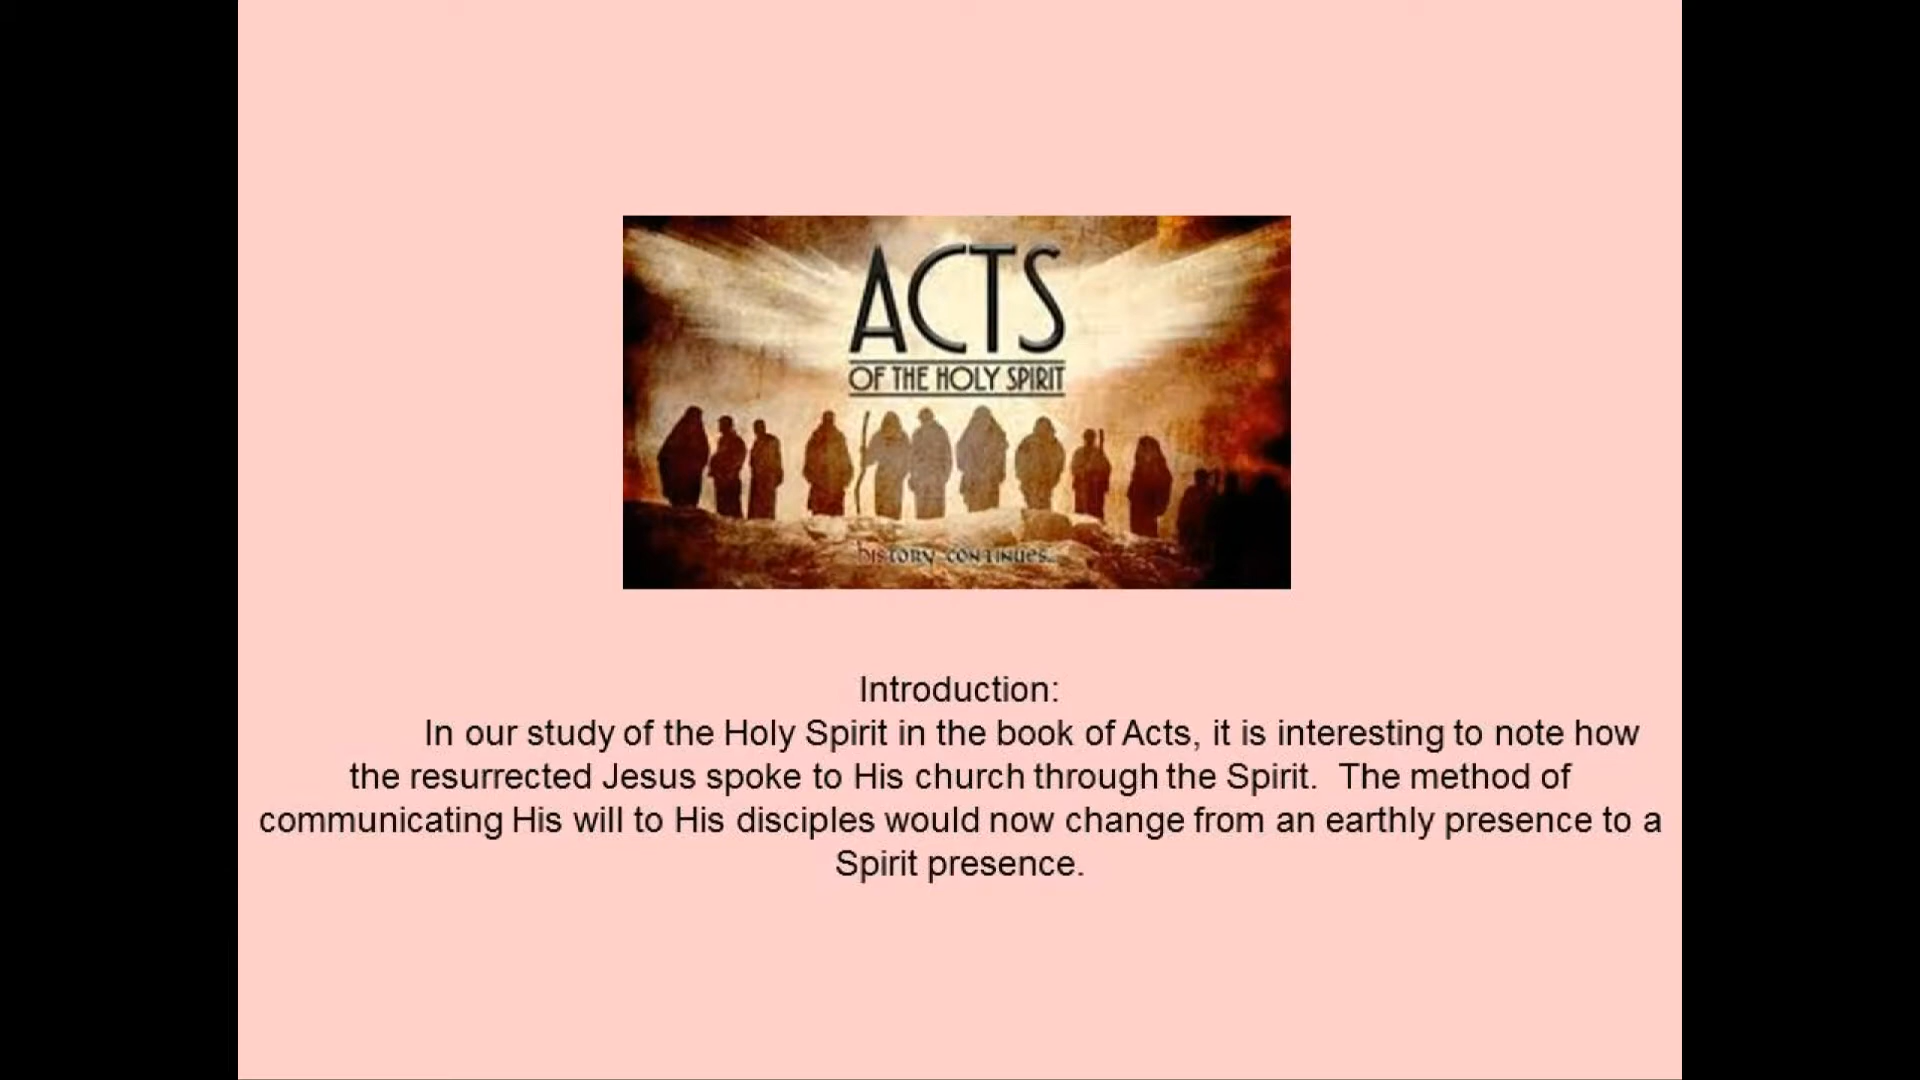 ACTS
OF THE HOLY SPIRIT
history continues...
Introduction:
In our study of the Holy Spirit in the book of Acts, it is interesting to note how
the resurrected Jesus spoke to His church through the Spirit.  The method of
communicating His will to His disciples would now change from an earthly presence to a
Spirit presence.